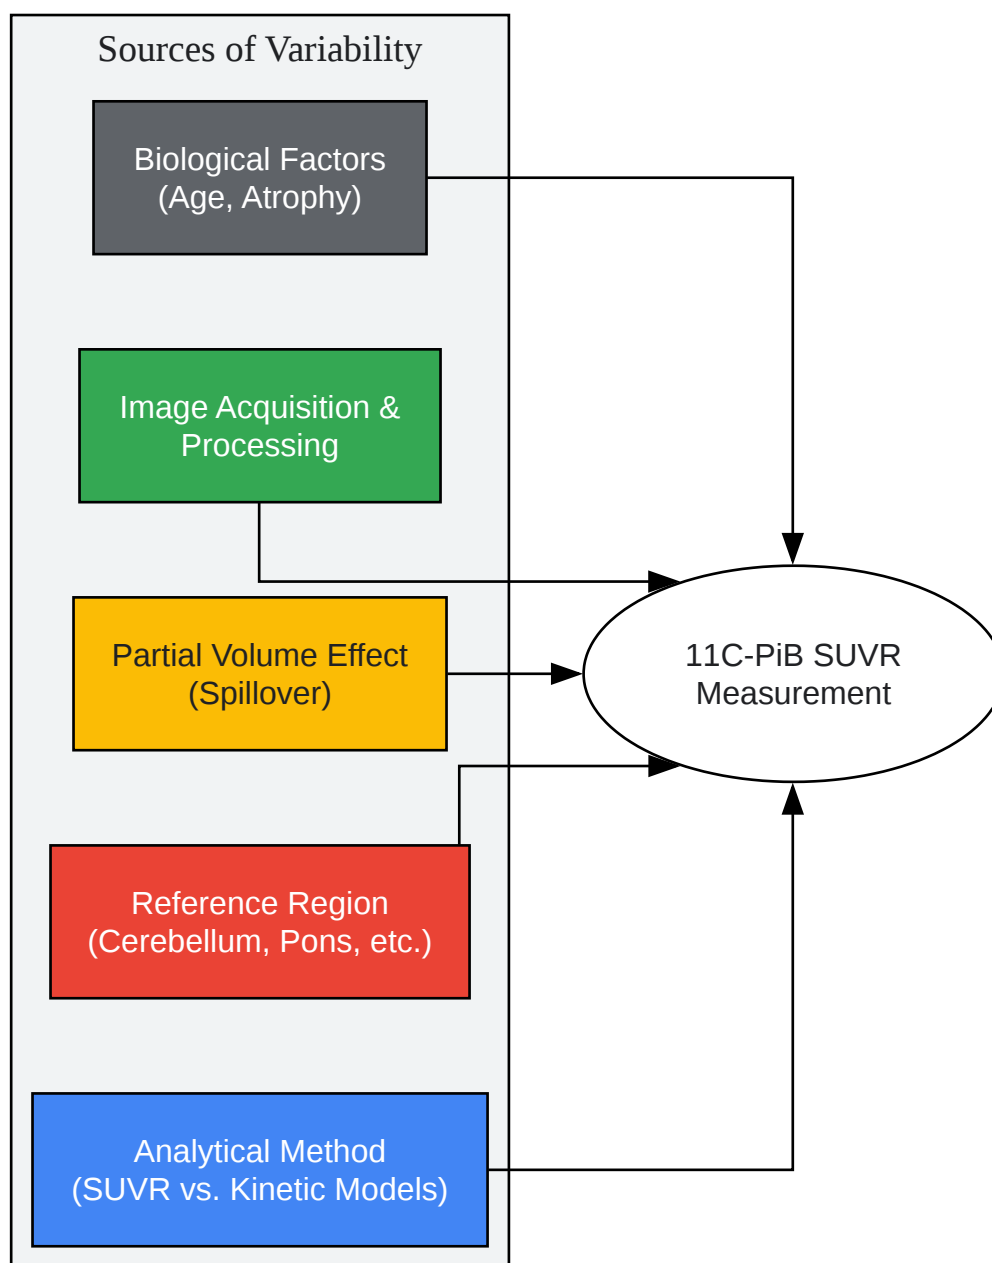 Sources of Variability
Biological Factors
(Age, Atrophy)
Image Acquisition &
Processing
Partial Volume Effect
(Spillover)
11C-PiB SUVR
Measurement
Reference Region
(Cerebellum, Pons, etc.)
Analytical Method
(SUVR vs. Kinetic Models)